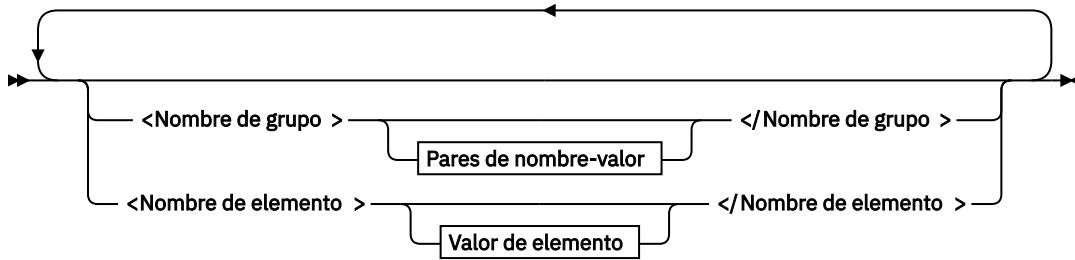 <Nombre de grupo > </ Nombre de grupo >
Pares de nombre-valor
<Nombre de elemento > </ Nombre de elemento >
Valor de elemento